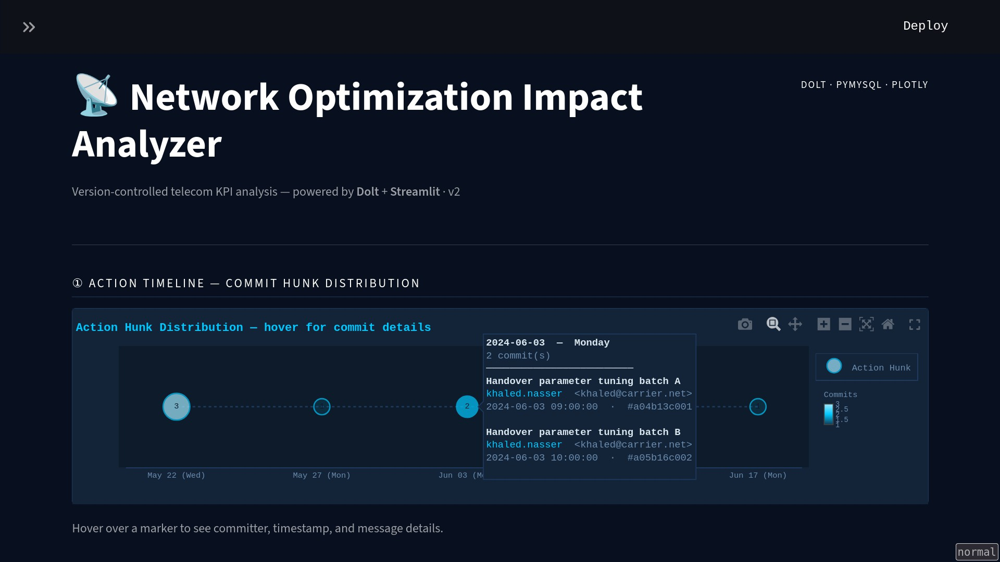 Deploy
Network Optimization Impact
Analyzer
DOLT · PYMYSQL · PLOTLY
Version-controlled telecom KPI analysis — powered by Dolt + Streamlit · v2
① ACTION TIMELINE — COMMIT HUNK DISTRIBUTION
Action Hunk Distribution — hover for commit details
2024-06-03 — Monday
2 commit(s)
Handover parameter tuning batch A
khaled.nasser <khaled@carrier.net>
2024-06-03 09:00:00 · #a04b13c001
Handover parameter tuning batch B
khaled.nasser <khaled@carrier.net>
2024-06-03 10:00:00 · #a05b16c002
3
2
Action Hunk
Commits
3
2.5
2
1.5
1
May 22 (Wed)
May 27 (Mon)
Jun 03
Jun 17 (Mon)
Hover over a marker to see committer, timestamp, and message details.
normal